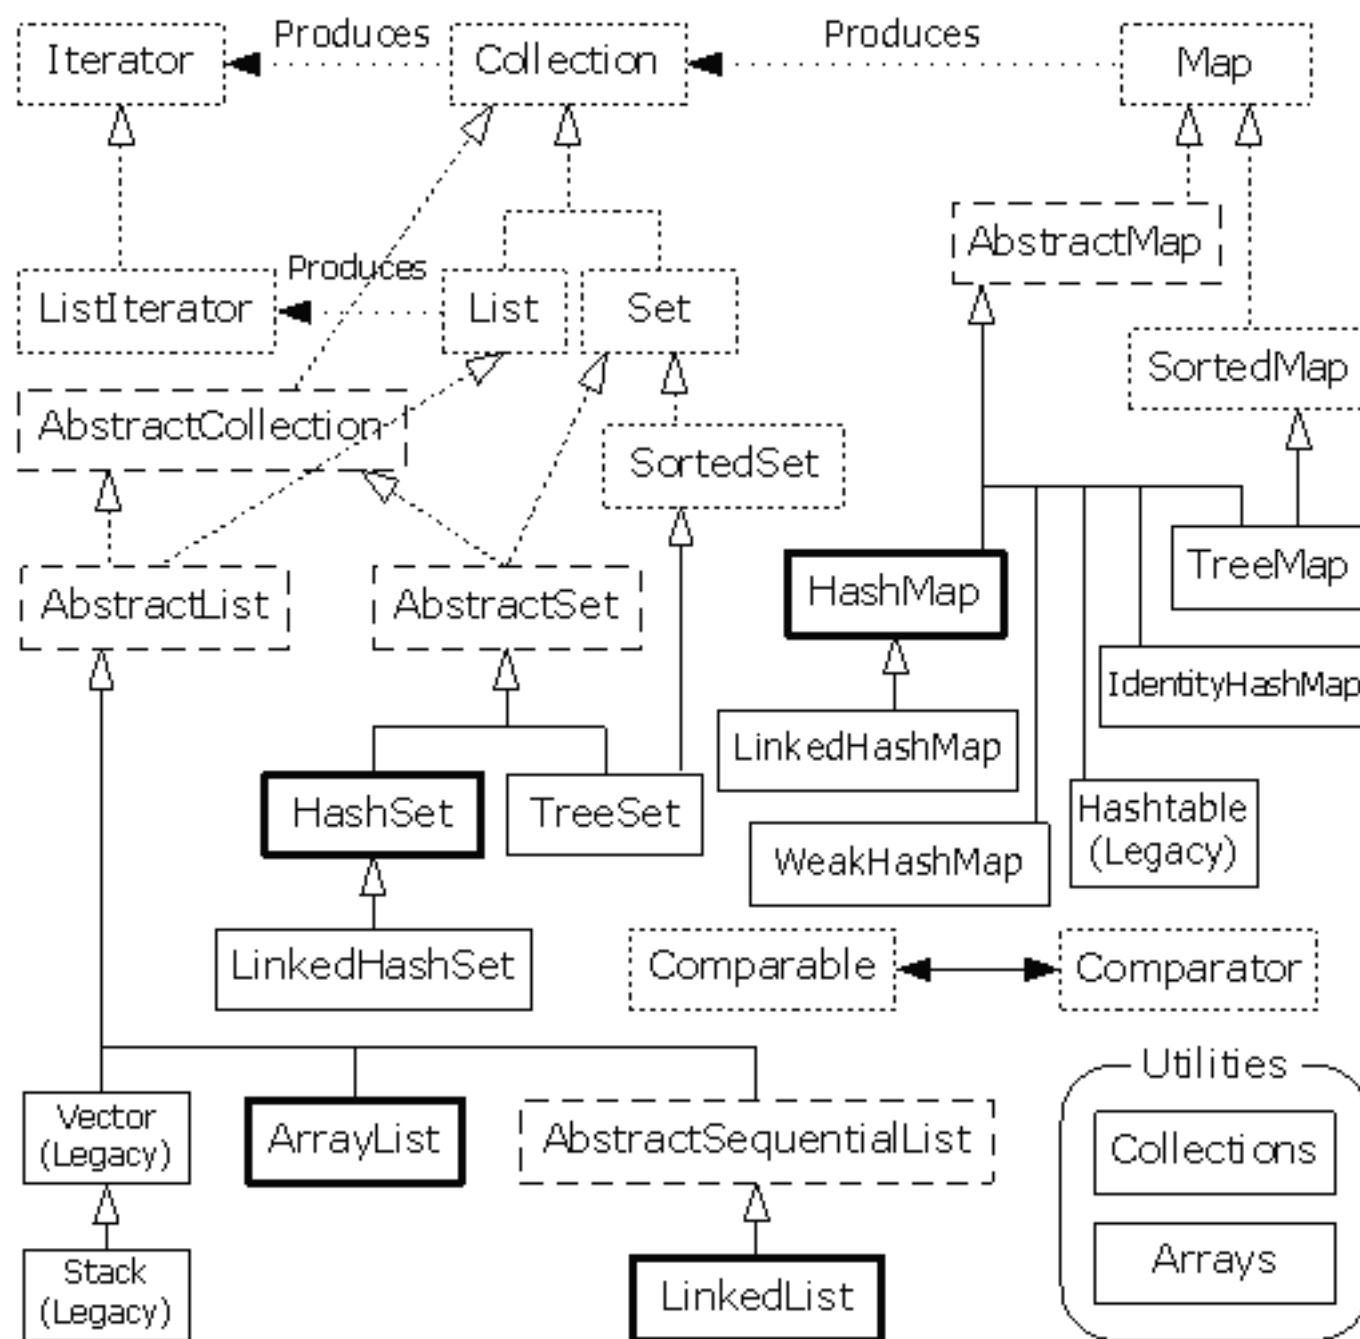 Iterator
Produces
Collection
Produces
Map
AbstractMap
ListIterator
Produces
List
Set
SortedMap
AbstractCollection
SortedSet
TreeMap
AbstractList
AbstractSet
HashMap
IdentityHashMap
LinkedHashMap
HashSet
TreeSet
WeakHashMap
Hashtable
(Legacy)
LinkedHashSet
Comparable
Comparator
Vector
(Legacy)
ArrayList
AbstractSequentialList
Utilities
Collections
Arrays
Stack
(Legacy)
LinkedList